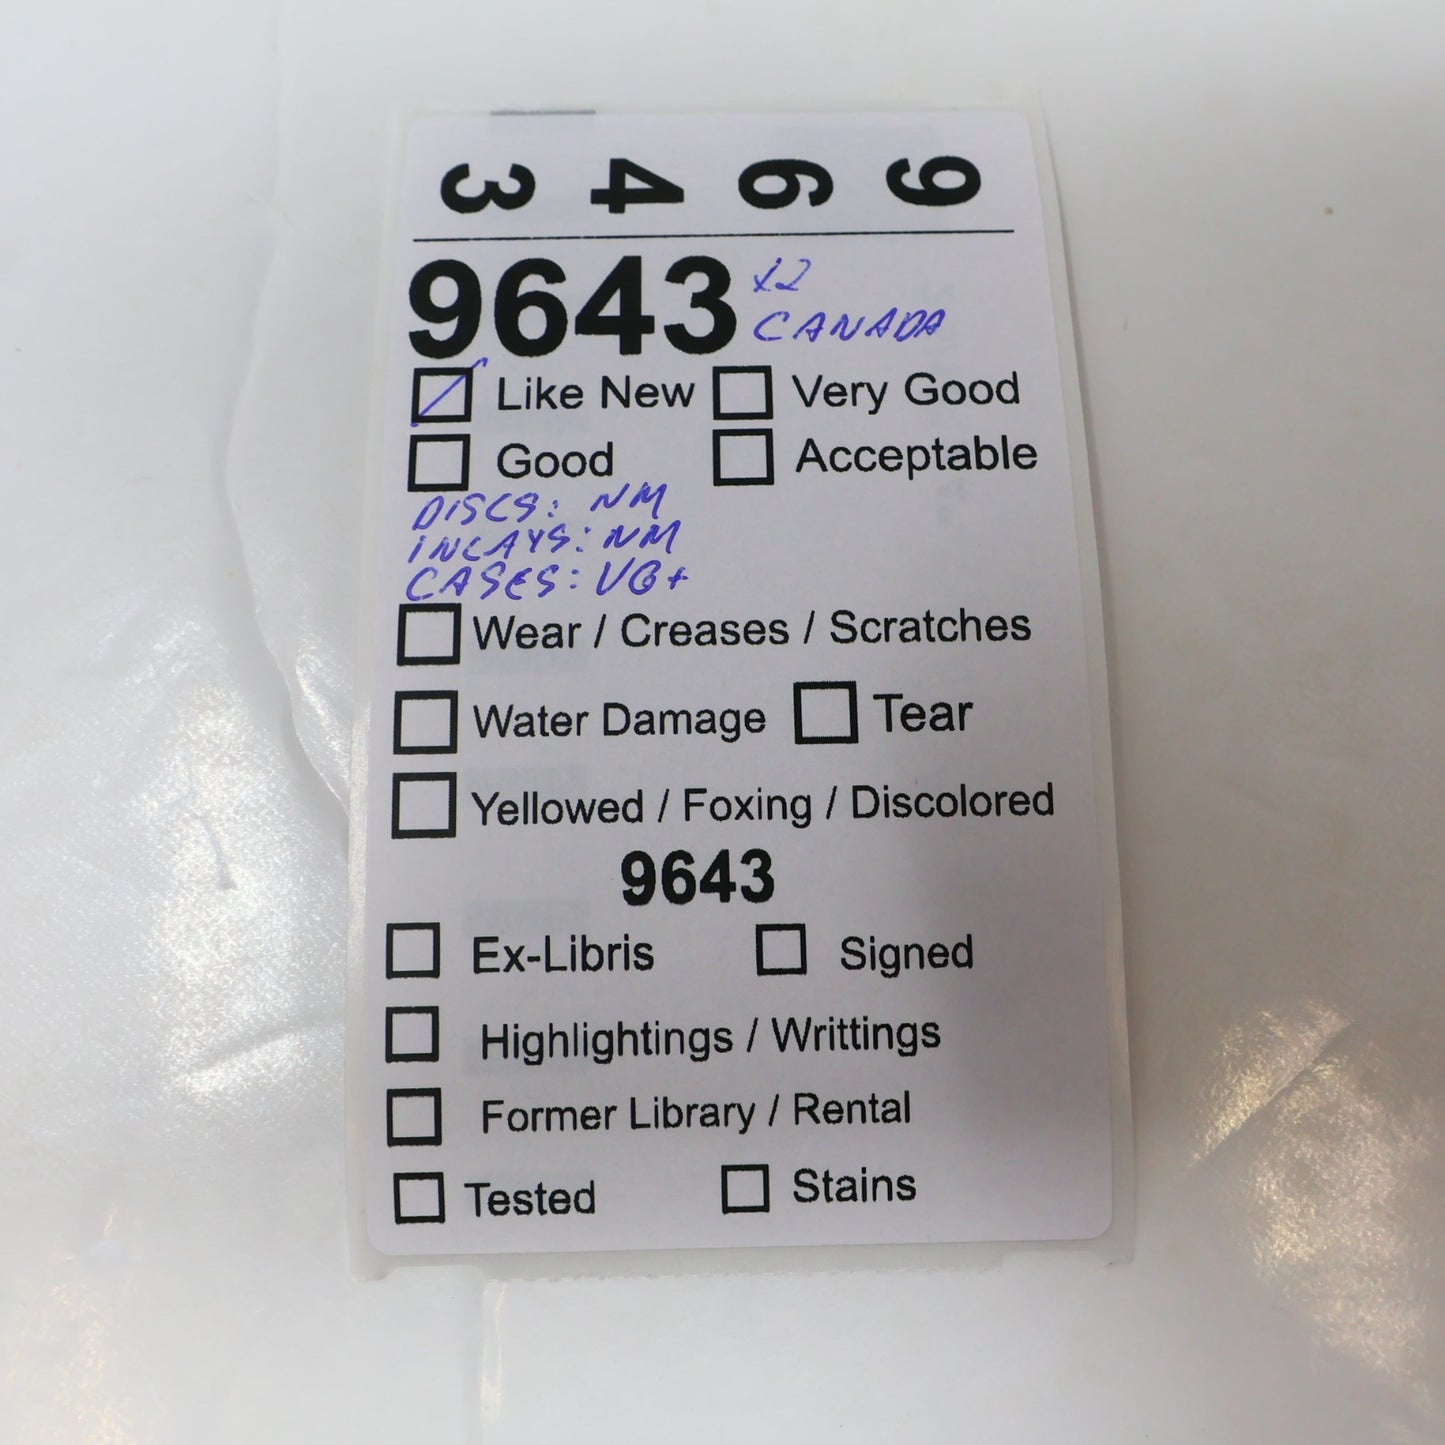 9643
9643 x2
CANADA
Like New Very Good
Good Acceptable
DISCS: NM
INLAYS: NM
CASES: VG+
Wear / Creases / Scratches
Water Damage Tear
Yellowed / Foxing / Discolored
9643
Ex-Libris Signed
Highlightings / Writtings
Former Library / Rental
Tested Stains